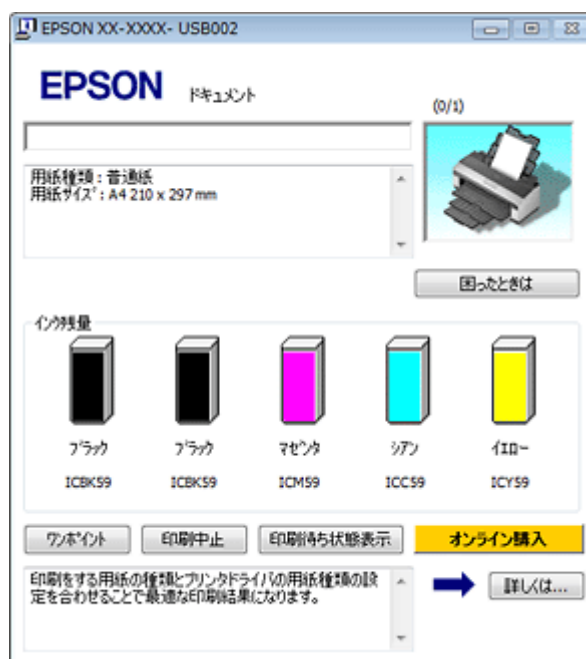 EPSON XX-XXXX- USB002
EPSON ドキュメント
(0/1)
用紙種類 : 普通紙
用紙サイズ : A4 210 x 297 mm
困ったときは
インク残量
ブラック ブラック マゼンタ シアン イエロー
ICBK59 ICBK59 ICM59 ICC59 ICY59
ワンポイント 印刷中止 印刷待ち状態表示 オンライン購入
印刷をする用紙の種類とプリンタドライバの用紙種類の設
定を合わせることで最適な印刷結果になります。
詳しくは...